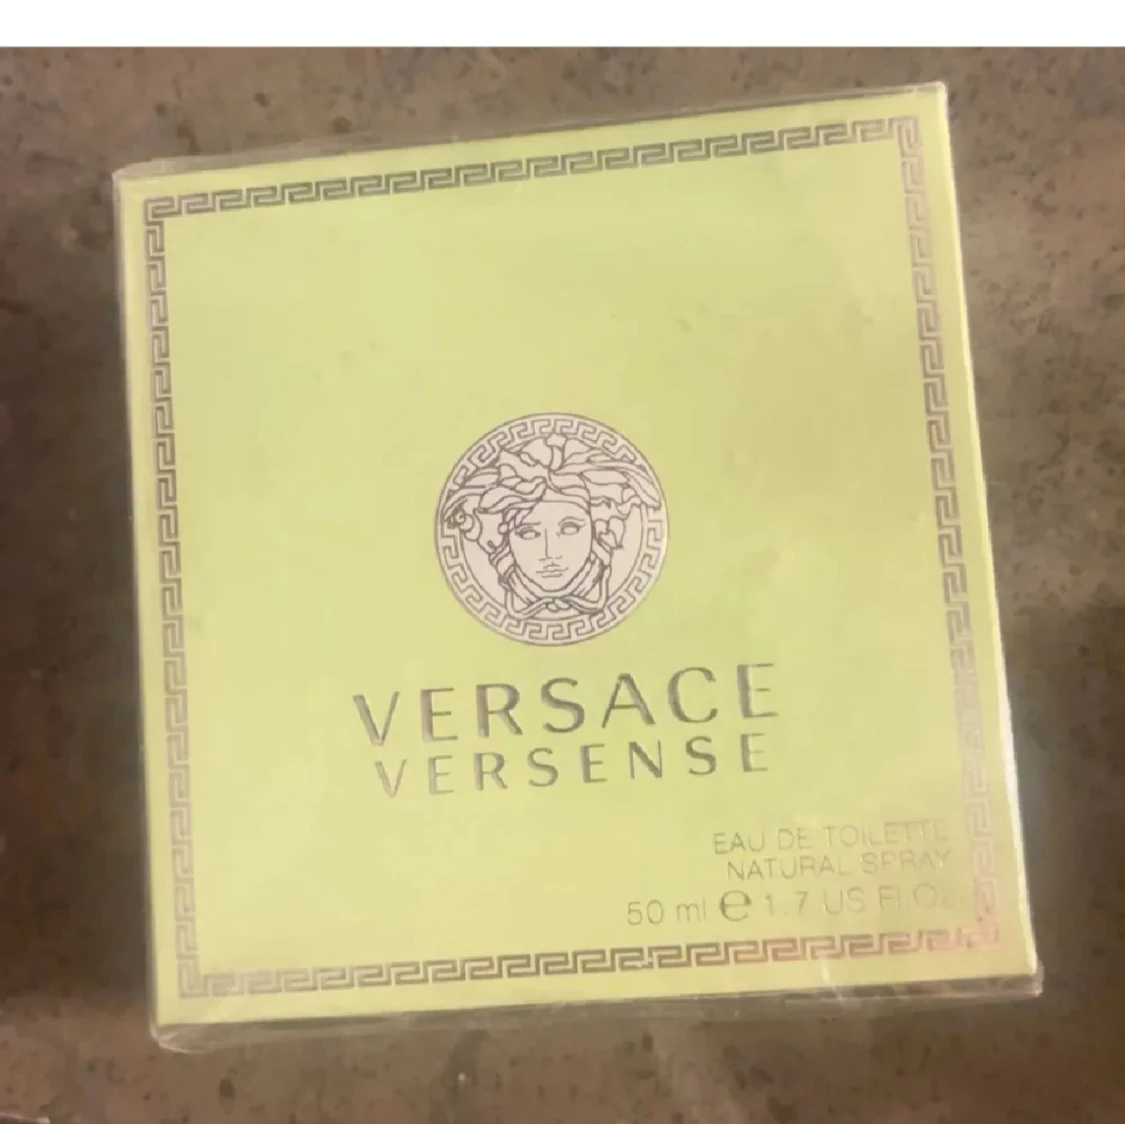 VERSACE
VERSENSE
EAU DE TOILETTE
NATURAL SPRAY
50 ml ℮ 1.7 US Fl Oz